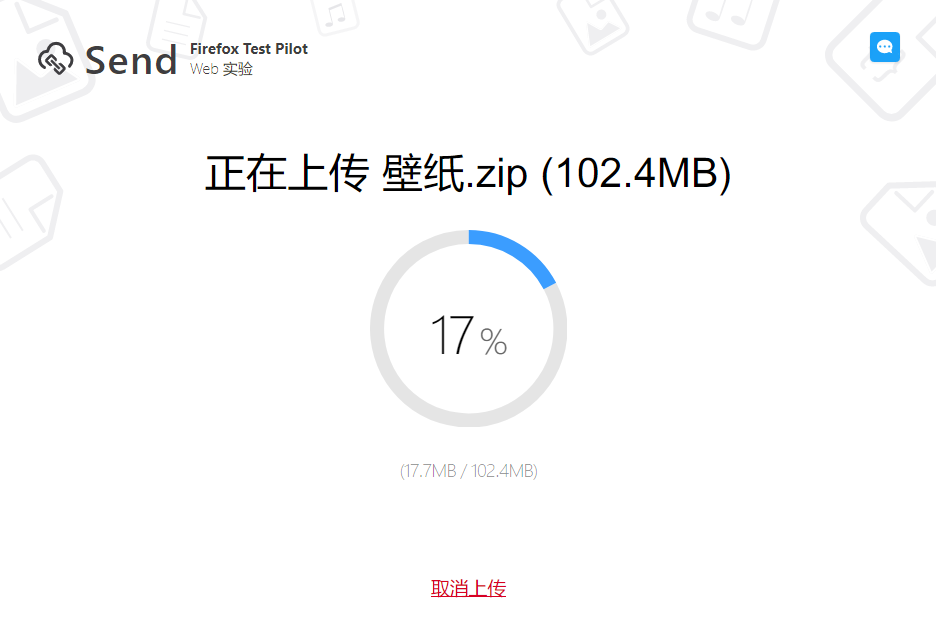 Send
Firefox Test Pilot
Web 实验
正在上传 壁纸.zip (102.4MB)
17%
(17.7MB / 102.4MB)
取消上传